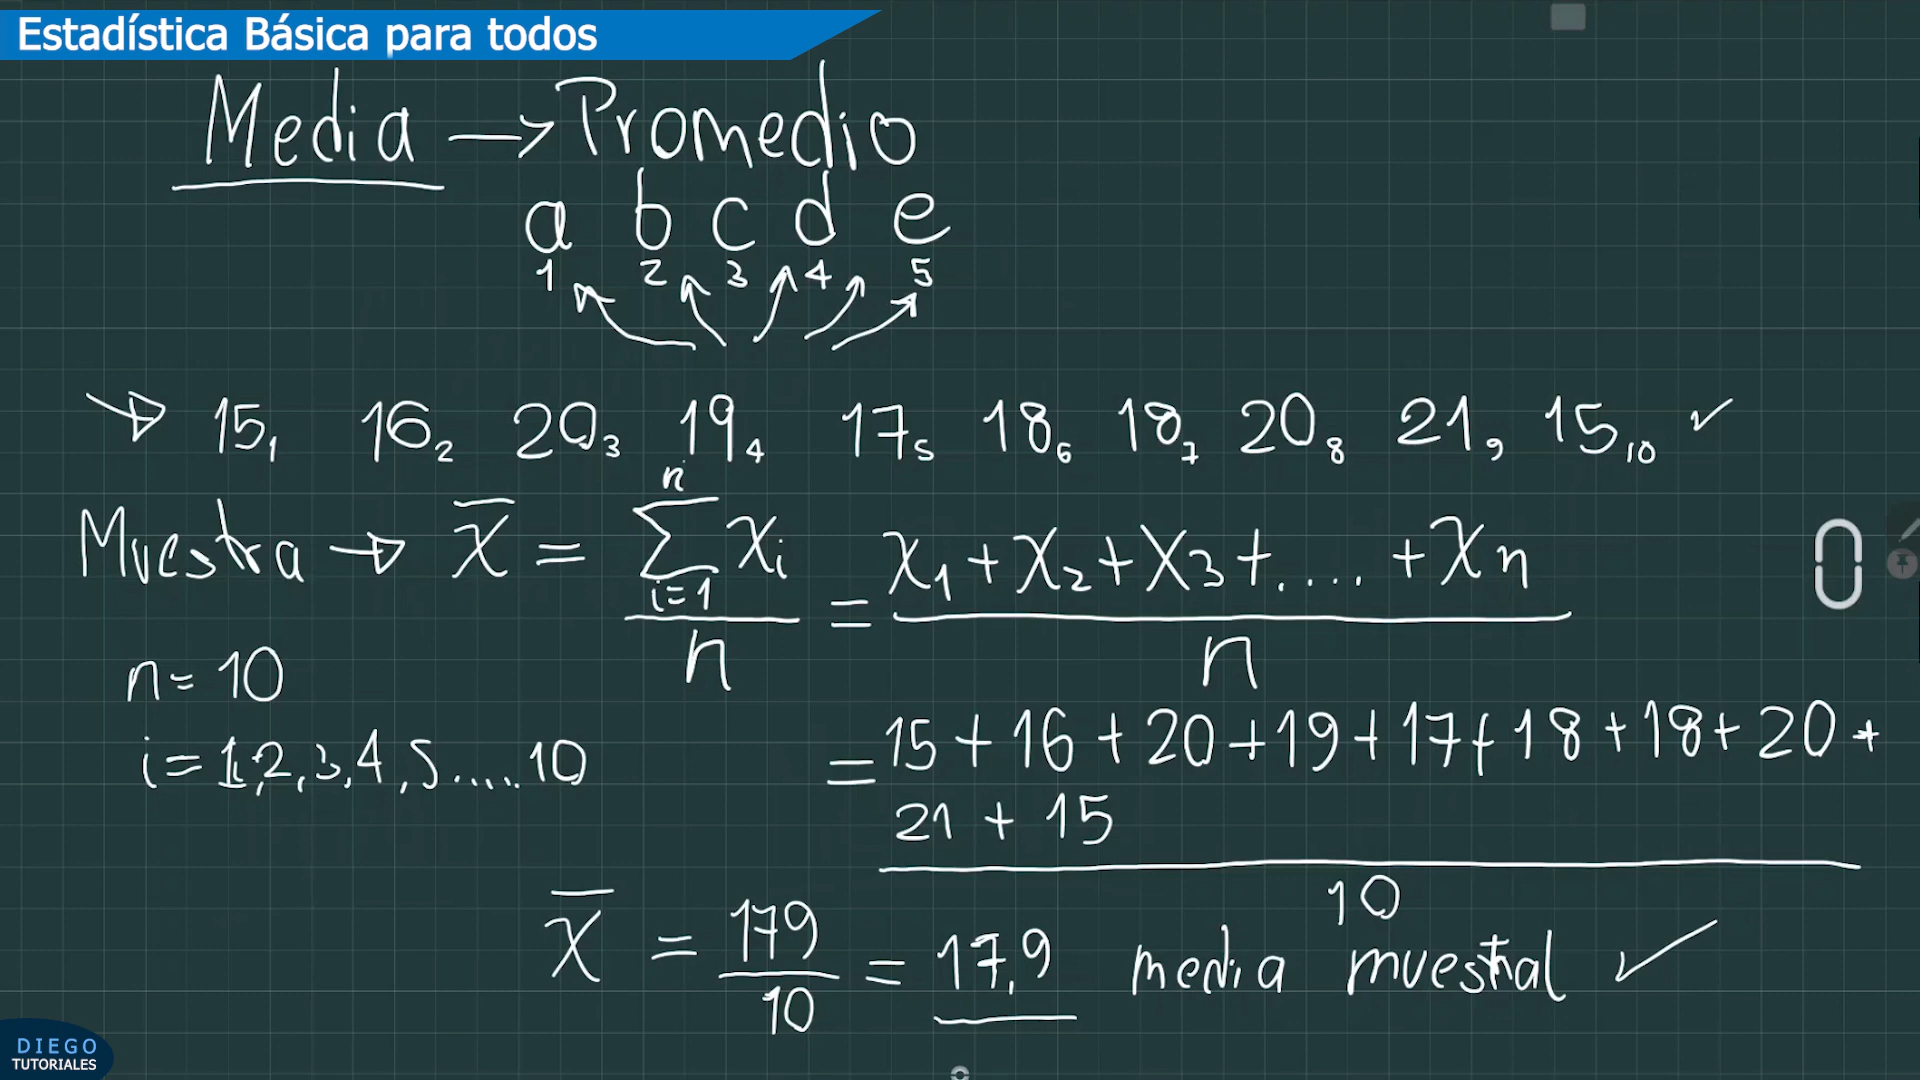 Estadística Básica para todos
Media → Promedio
a b c d e
1 2 3 4 5
→ 15₁ 16₂ 20₃ 19₄ 17₅ 18₆ 18₇ 20₈ 21₉ 15₁₀ ✓
n
Muestra → x̄ = ∑ xi = x1 + x2 + x3 + .... + xn
i=1
n n
n = 10
i = 1,2,3,4,5.....10
= 15 + 16 + 20 + 19 + 17 + 18 + 18 + 20 +
21 + 15
10
x̄ = 179 = 17,9 media muestral ✓
10
DIEGO
TUTORIALES